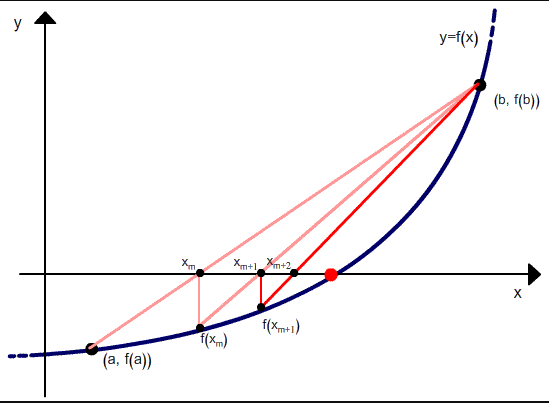 y
y=f(x)
(b, f(b))
xₘ xₘ₊₁ xₘ₊₂
x
f(xₘ) f(xₘ₊₁)
(a, f(a))